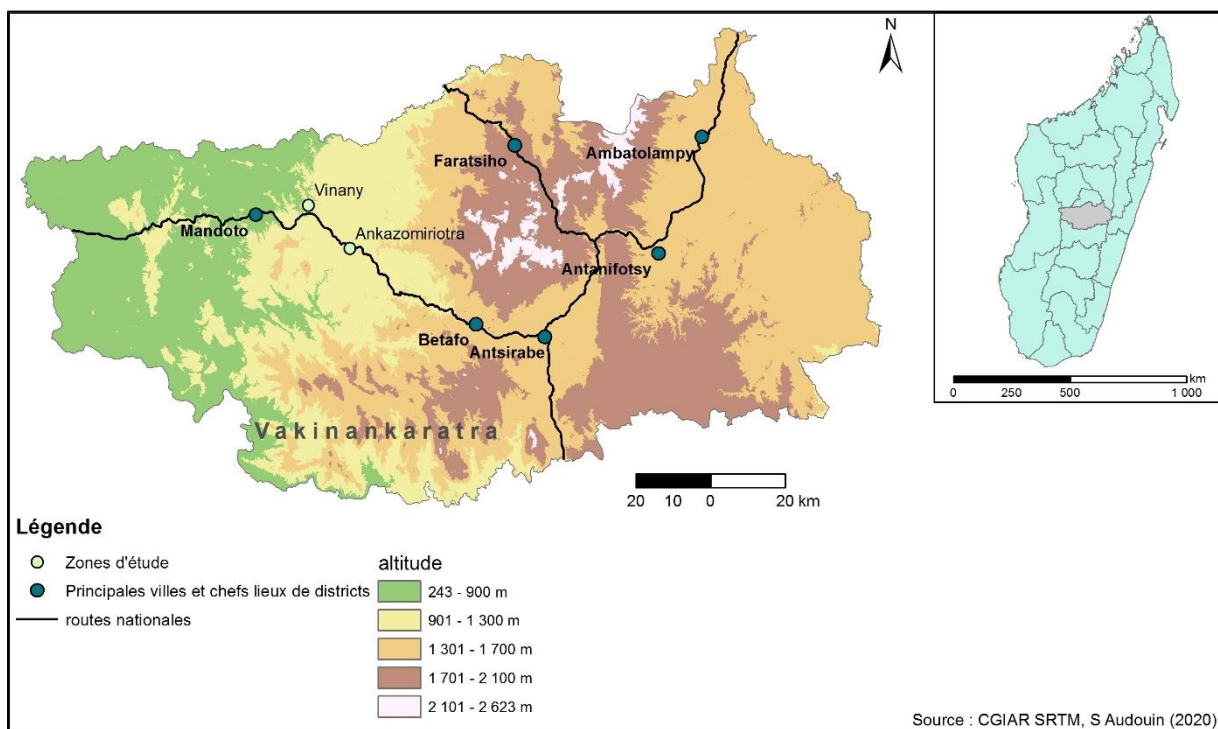 N
Faratsiho
Ambatolampy
Vinany
Mandoto
Ankazomiriotra
Antanifotsy
Betafo
Antsirabe
Vakinankaratra
20 10 0 20 km
km
0 250 500 1 000
Légende
Zones d'étude
Principales villes et chefs lieux de districts
routes nationales
altitude
243 - 900 m
901 - 1 300 m
1 301 - 1 700 m
1 701 - 2 100 m
2 101 - 2 623 m
Source : CGIAR SRTM, S Audouin (2020)